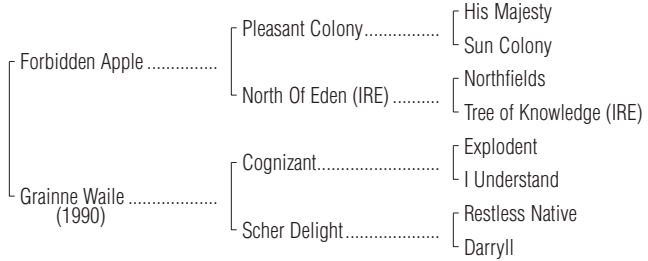 His Majesty
Pleasant Colony..................
Sun Colony
Forbidden Apple ...............
Northfields
North Of Eden (IRE) ..........
Tree of Knowledge (IRE)
Explodent
Cognizant..........................
I Understand
Grainne Waile ...................
(1990)
Restless Native
Scher Delight.....................
Darryll